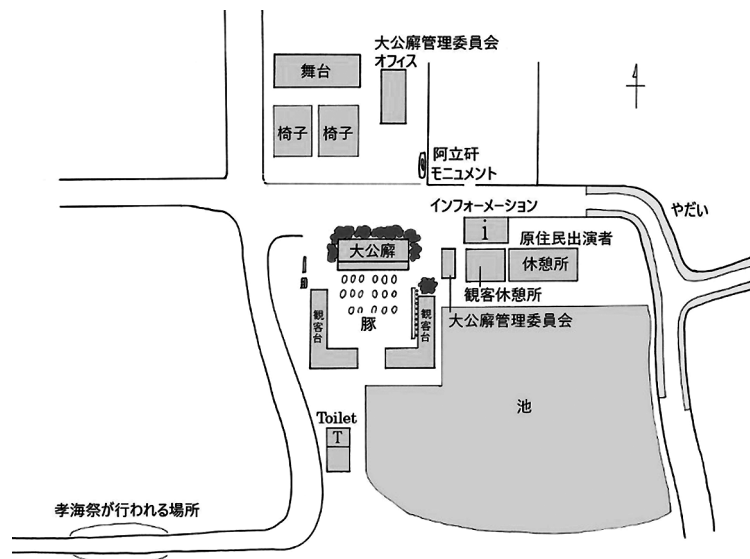 大公廨管理委員会
オフィス
舞台
椅子
椅子
阿立矸
モニュメント
インフォーメーション
i
やだい
原住民出演者
休憩所
大公廨
観客休憩所
大公廨管理委員会
豚
観客台
観客台
池
Toilet
T
孝海祭が行われる場所